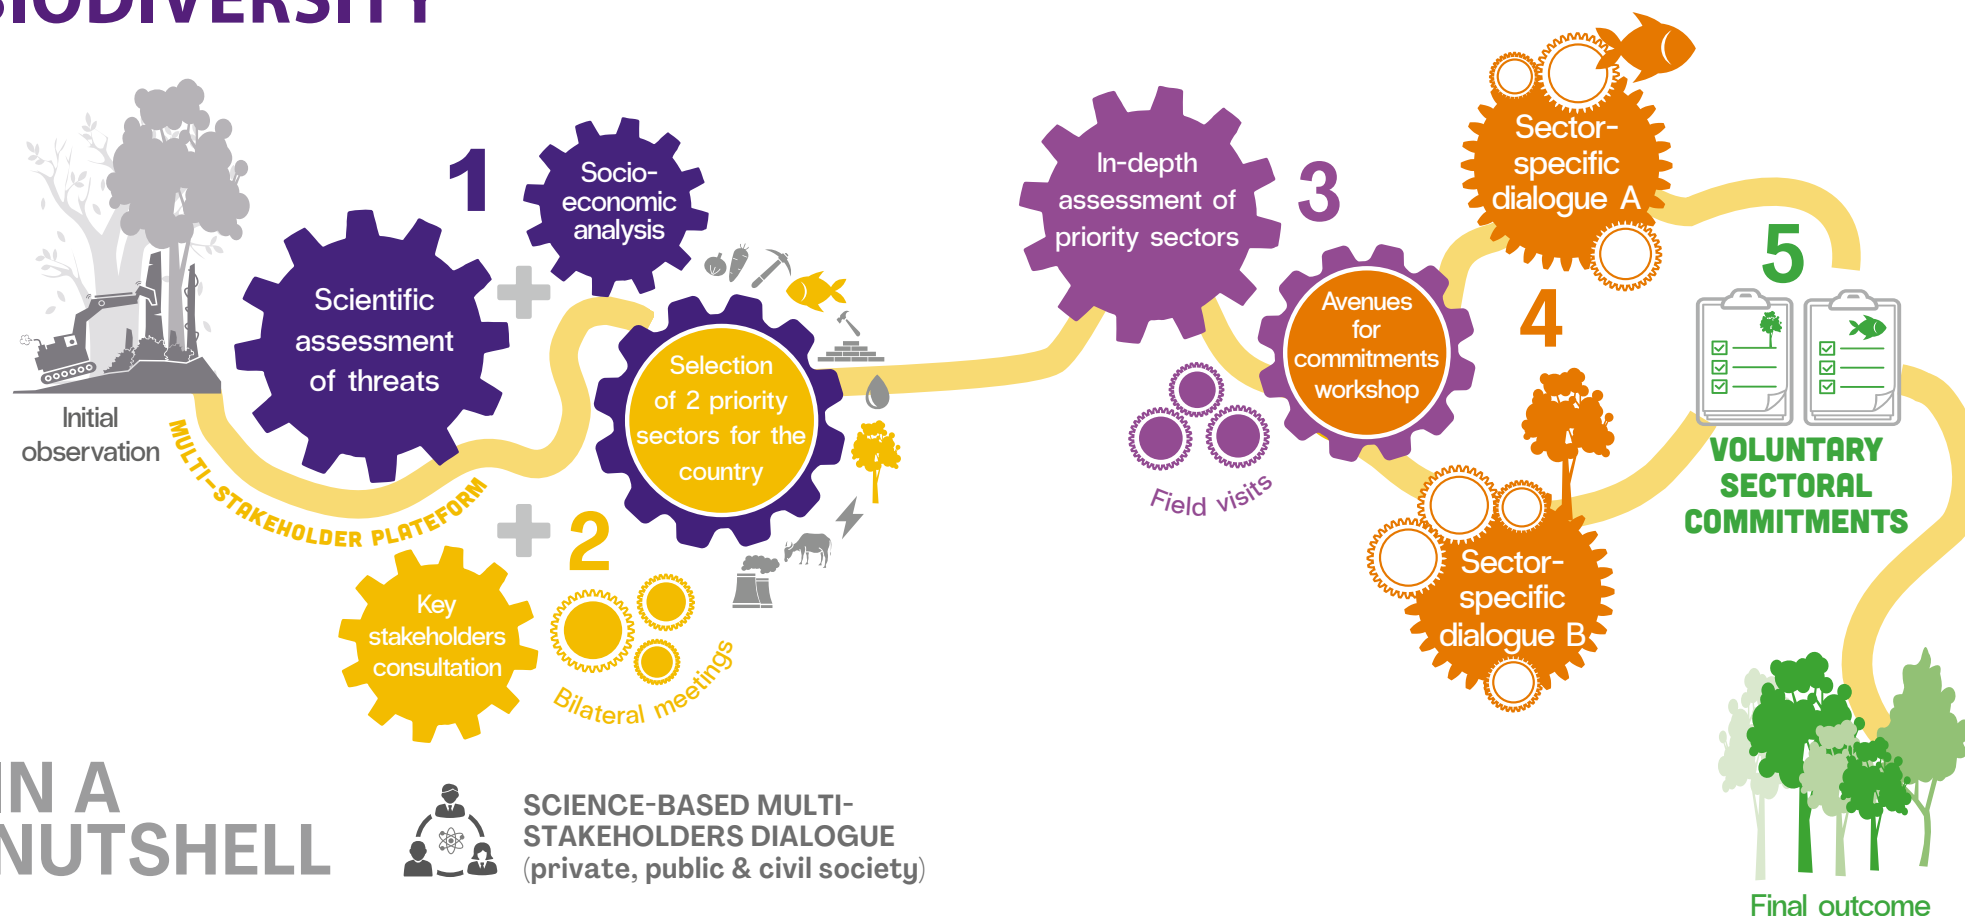 BIODIVERSITY
Initial
observation
MULTI-STAKEHOLDER PLATEFORM
1
Scientific
assessment
of threats
Socio-
economic
analysis
2
Key
stakeholders
consultation
Bilateral meetings
Selection
of 2 priority
sectors for the
country
In-depth
assessment of
priority sectors
3
Field visits
Avenues
for
commitments
workshop
4
Sector-
specific
dialogue A
Sector-
specific
dialogue B
5
VOLUNTARY
SECTORAL
COMMITMENTS
Final outcome
IN A
NUTSHELL
SCIENCE-BASED MULTI-
STAKEHOLDERS DIALOGUE
(private, public & civil society)